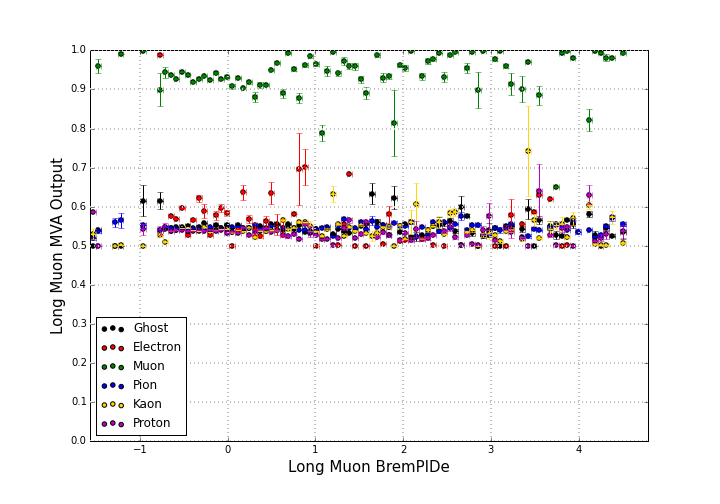 1.0
0.9
0.8
0.7
0.6
0.5
0.4
0.3
0.2
0.1
0.0
Long Muon MVA Output
Ghost
Electron
Muon
Pion
Kaon
Proton
−1 0 1 2 3 4
Long Muon BremPIDe